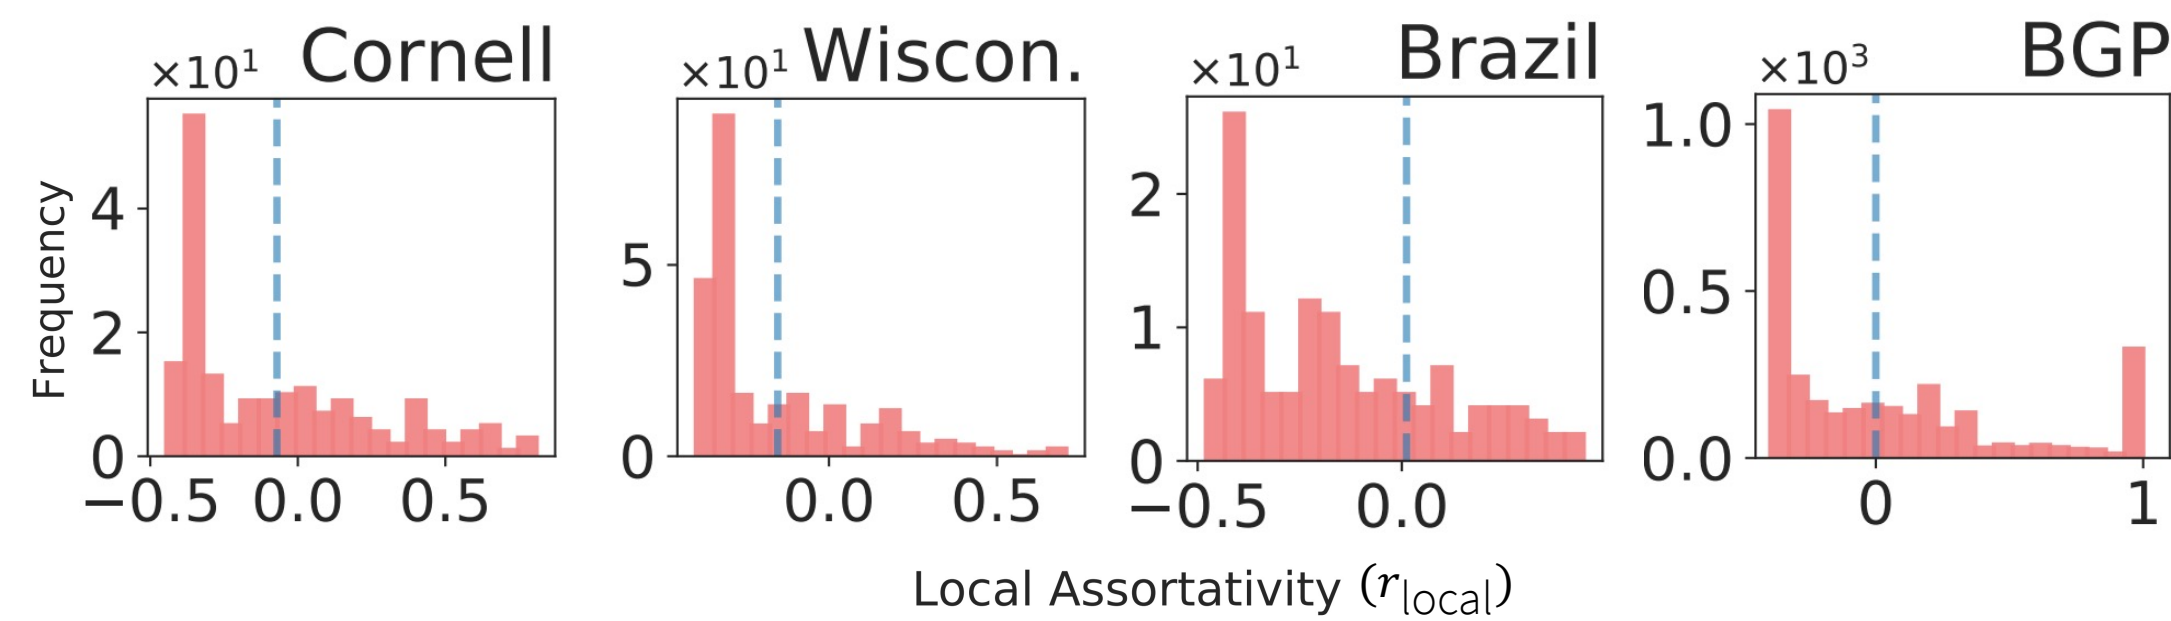 Cornell
×10¹
Frequency
4
2
0
−0.5 0.0 0.5
Wiscon.
×10¹
5
0
0.0 0.5
Brazil
×10¹
2
1
0
−0.5 0.0
BGP
×10³
1.0
0.5
0.0
0 1
Local Assortativity (r_local)